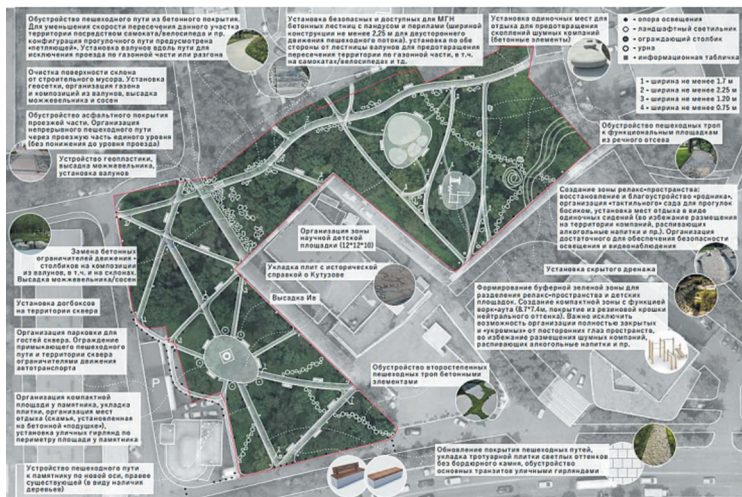 Обустройство пешеходного пути из бетонного покрытия.
Для уменьшения скорости пересечения данного участка
территории посредством самоката/велосипеда и пр.
конфигурация прогулочного пути предусмотрена
«петляющей». Установка валунов вдоль пути для
исключения проезда по газонной части или разгона
Установка безопасных и доступных для МГН
бетонных лестниц с пандусом и перилами (шириной
конструкции не менее 2,25 м для двустороннего
движения пешеходного потока), установка по обе
стороны от лестницы валунов для предотвращения
пересечения территории по газонной части, в т.ч.
на самокатах/велосипедах и тд.
Установка одиночных мест для
отдыха для предотвращения
скоплений шумных компаний
(бетонные элементы)
- опора освещения
- ландшафтный светильник
- ограждающий столбик
- урна
- информационная табличка
1 - ширина не менее 1.7 м
2 - ширина не менее 2.25 м
3 - ширина не менее 1.20 м
4 - ширина не менее 0.75 м
Очистка поверхности склона
от строительного мусора. Установка
геосетки, организация газона
и композиций из валунов, высадка
можжевельника и сосен
Обустройство асфальтного покрытия
проезжей части. Организация
непрерывного пешеходного пути
через проезжую часть единого уровня
(без понижения до уровня проезда)
Устройство геопластики,
высадка можжевельника,
установка валунов
Обустройство пешеходных троп
к функциональным площадкам
из речного отсева
Создание зоны релакс-пространства:
восстановление и благоустройство «родника»,
организация «тактильного» сада для прогулок
босиком, установка мест отдыха в виде
одиночных сидений (во избежание размещения
на территории компаний, распивающих
алкогольные напитки и пр.). Организация
достаточного для обеспечения безопасности
освещения и видеонаблюдения
Замена бетонных
ограничителей движения -
столбиков на композиции
из валунов, в т.ч. и на склонах.
Высадка можжевельника/сосен
Организация зоны
научной детской
площадки (12*12*10)
Укладка плит с исторической
справкой о Кутузове
Высадка Ив
Установка скрытого дренажа
Формирование буферной зеленой зоны для
разделения релакс-пространства и детских
площадок. Создание компактной зоны с функцией
ворк-аута (8.7*7.4м, покрытие из резиновой крошки
нейтрального оттенка). Важно исключить
возможность организации полностью закрытых
и «укромных» от посторонних глаз пространств,
во избежание размещения шумных компаний,
распивающих алкогольные напитки и пр.
Установка догбоксов
на территории сквера
Организация парковки для
гостей сквера. Ограждение
примыкающего пешеходного
пути и территории сквера
ограничителями движения
автотранспорта
Организация компактной
площади у памятника, укладка
плитки, организация мест
отдыха (скамья, установленная
на бетонной «подушке»),
установка уличных гирлянд по
периметру площади у памятника
Обустройство второстепенных
пешеходных троп бетонными
элементами
Устройство пешеходного пути
к памятнику по новой оси, правее
существующей (в виду наличия
деревьев)
Обновление покрытия пешеходных путей,
укладка тротуарной плитки светлых оттенков
без бордюрного камня, обустройство
основных транзитов уличными гирляндами
P